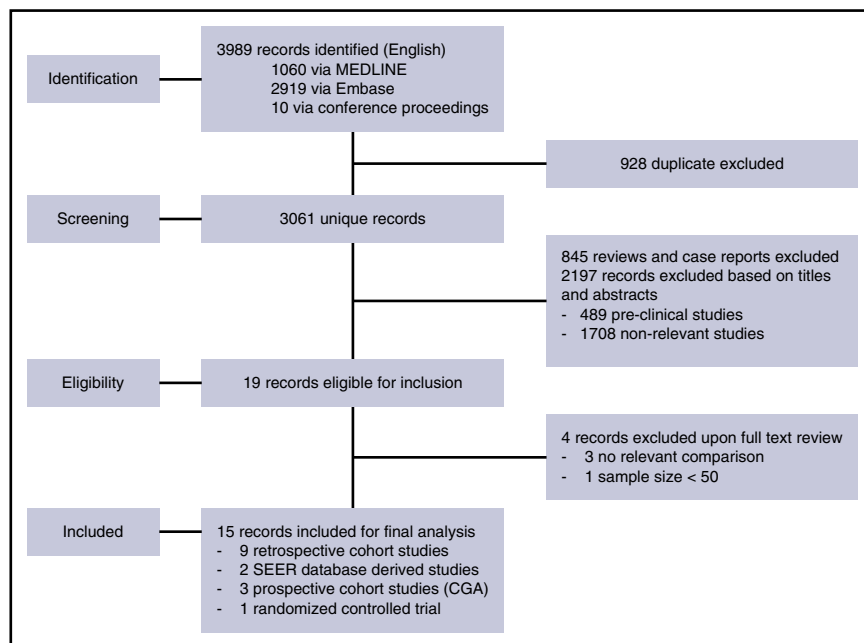 Identification
3989 records identified (English)
1060 via MEDLINE
2919 via Embase
10 via conference proceedings
928 duplicate excluded
Screening
3061 unique records
845 reviews and case reports excluded
2197 records excluded based on titles
and abstracts
- 489 pre-clinical studies
- 1708 non-relevant studies
Eligibility
19 records eligible for inclusion
4 records excluded upon full text review
- 3 no relevant comparison
- 1 sample size < 50
Included
15 records included for final analysis
- 9 retrospective cohort studies
- 2 SEER database derived studies
- 3 prospective cohort studies (CGA)
- 1 randomized controlled trial